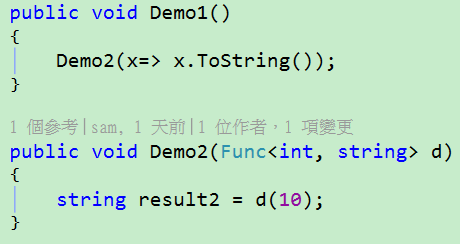 public void Demo1()
{
Demo2(x=> x.ToString());
}
1 個參考|sam, 1 天前|1 位作者，1 項變更
public void Demo2(Func<int, string> d)
{
string result2 = d(10);
}